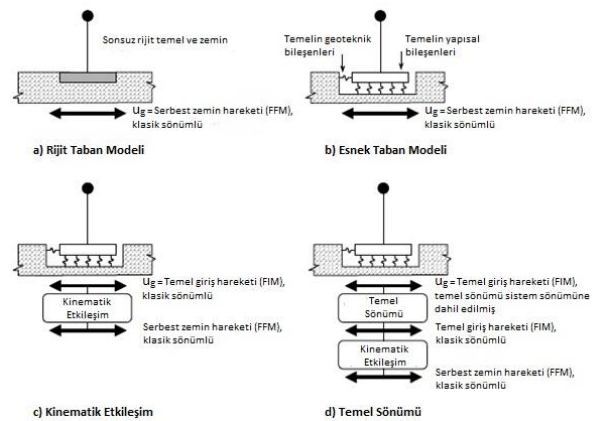 Sonsuz rijit temel ve zemin
ug = Serbest zemin hareketi (FFM),
klasik sönümlü
a) Rijit Taban Modeli
Temelin geoteknik
bileşenleri
Temelin yapısal
bileşenleri
ug = Serbest zemin hareketi (FFM),
klasik sönümlü
b) Esnek Taban Modeli
ug = Temel giriş hareketi (FIM),
klasik sönümlü
Kinematik
Etkileşim
Serbest zemin hareketi (FFM),
klasik sönümlü
c) Kinematik Etkileşim
ug = Temel giriş hareketi (FIM),
temel sönümü sistem sönümüne
dahil edilmiş
Temel
Sönümü
Temel giriş hareketi (FIM),
klasik sönümlü
Kinematik
Etkileşim
Serbest zemin hareketi (FFM),
klasik sönümlü
d) Temel Sönümü